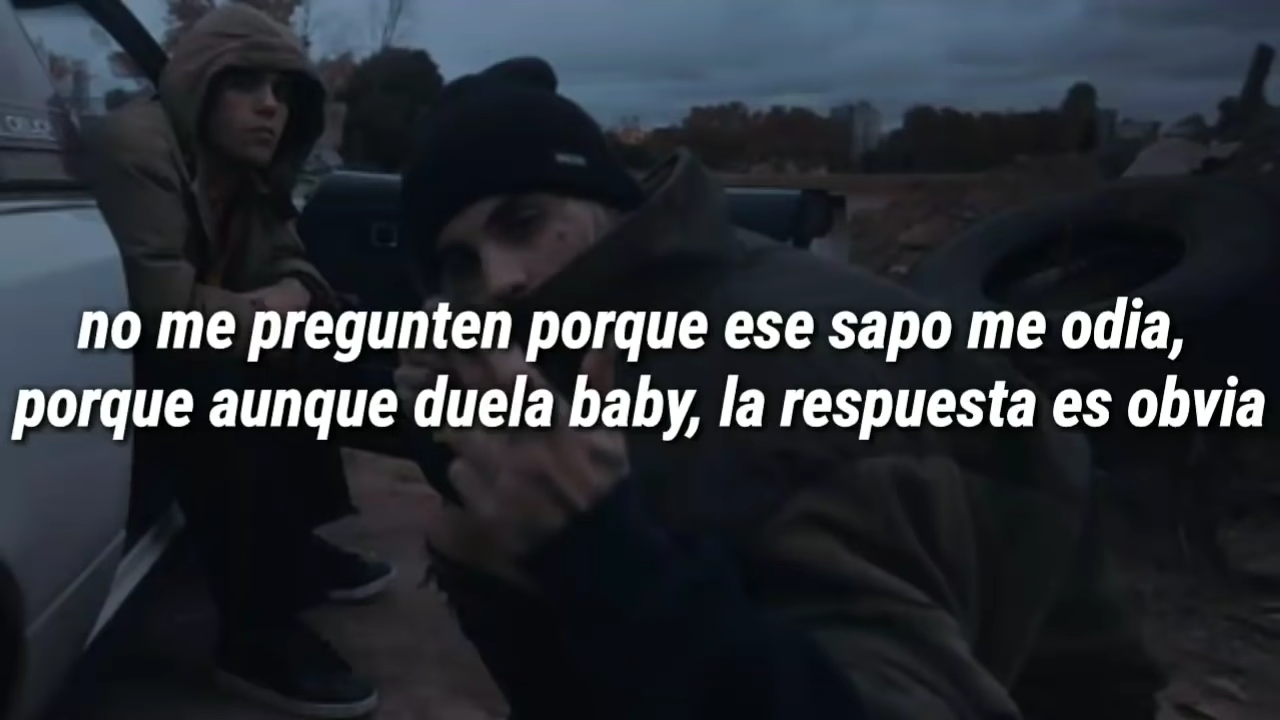 no me pregunten porque ese sapo me odia,
porque aunque duela baby, la respuesta es obvia